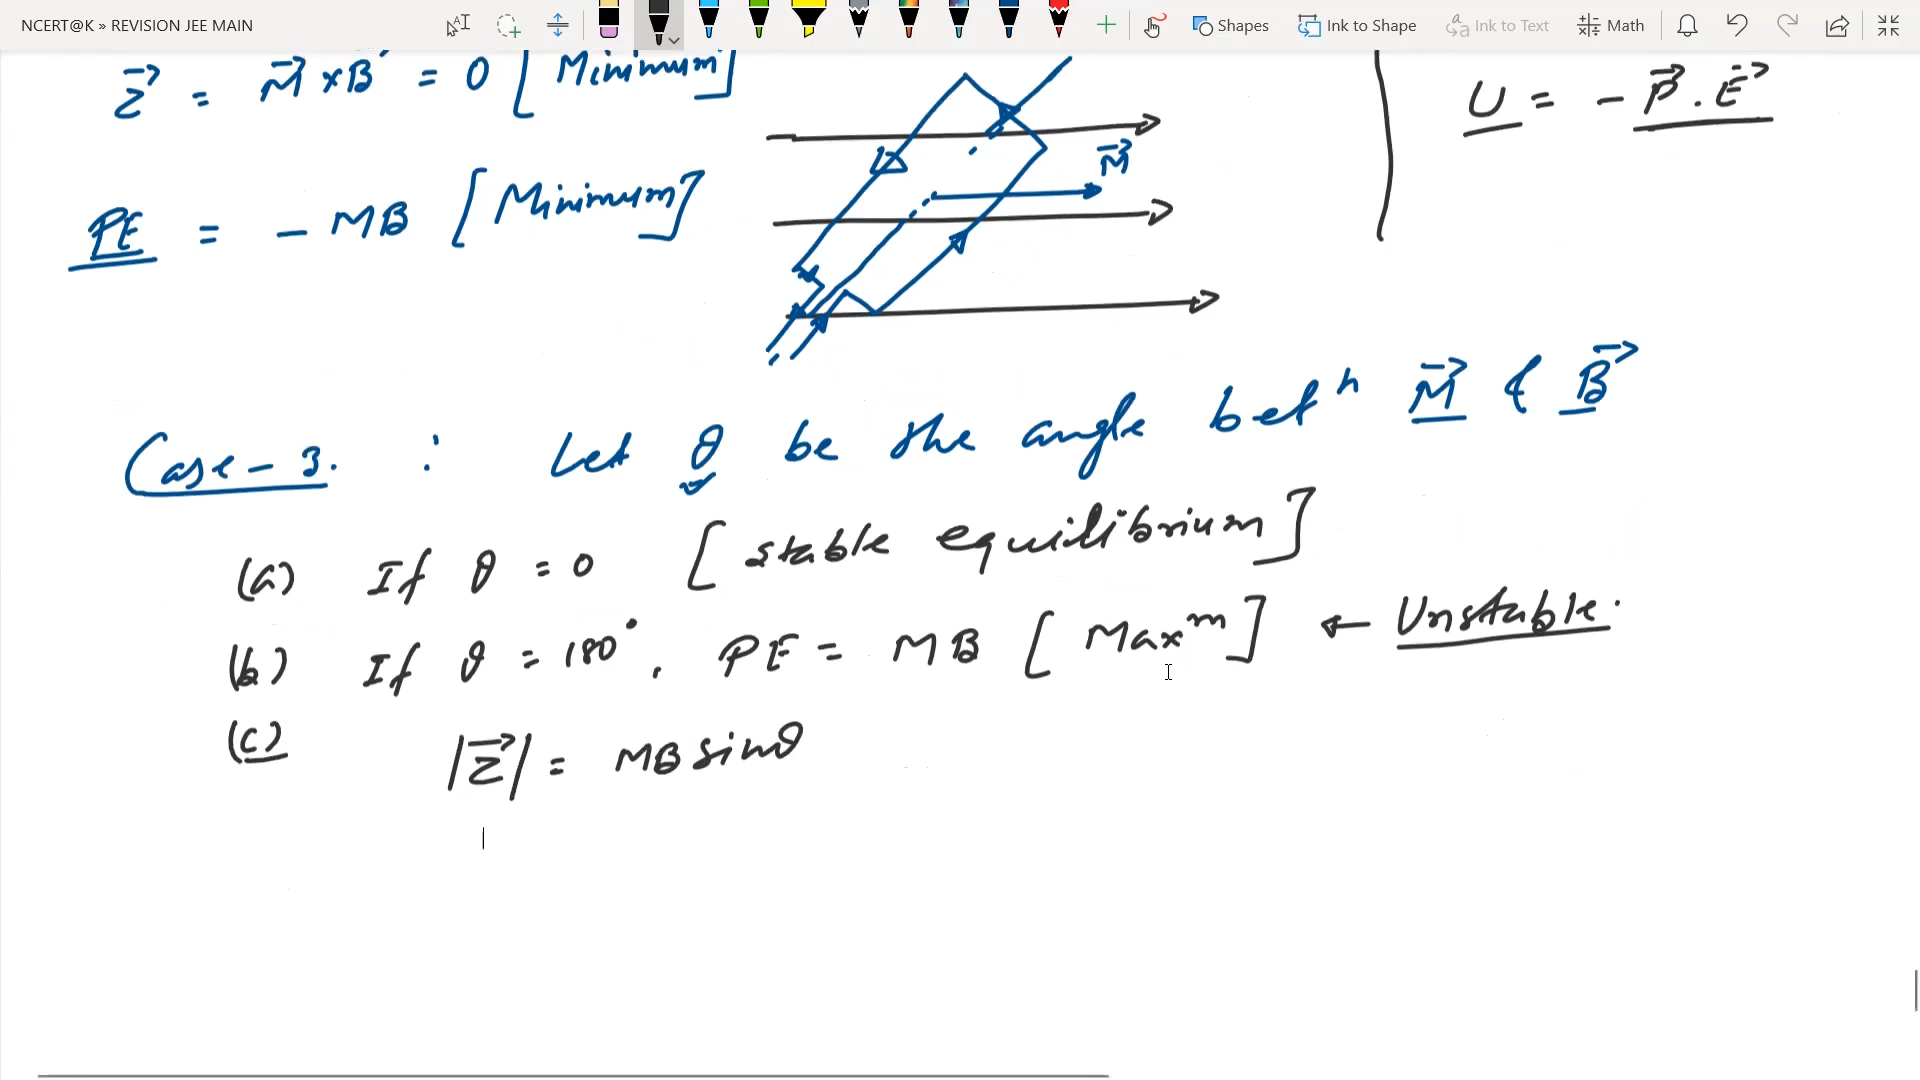 NCERT@K » REVISION JEE MAIN
Shapes Ink to Shape Ink to Text Math
τ⃗ = M⃗ × B⃗ = 0 [Minimum]
U = - P⃗ . E⃗
M⃗
PE = - MB [Minimum]
Case - 3. : Let θ be the angle betⁿ M⃗ & B⃗
(a) If θ = 0 [stable equilibrium]
(b) If θ = 180°, PE = MB [Maxᵐ] ← Unstable.
(c) |τ⃗| = MB sinθ